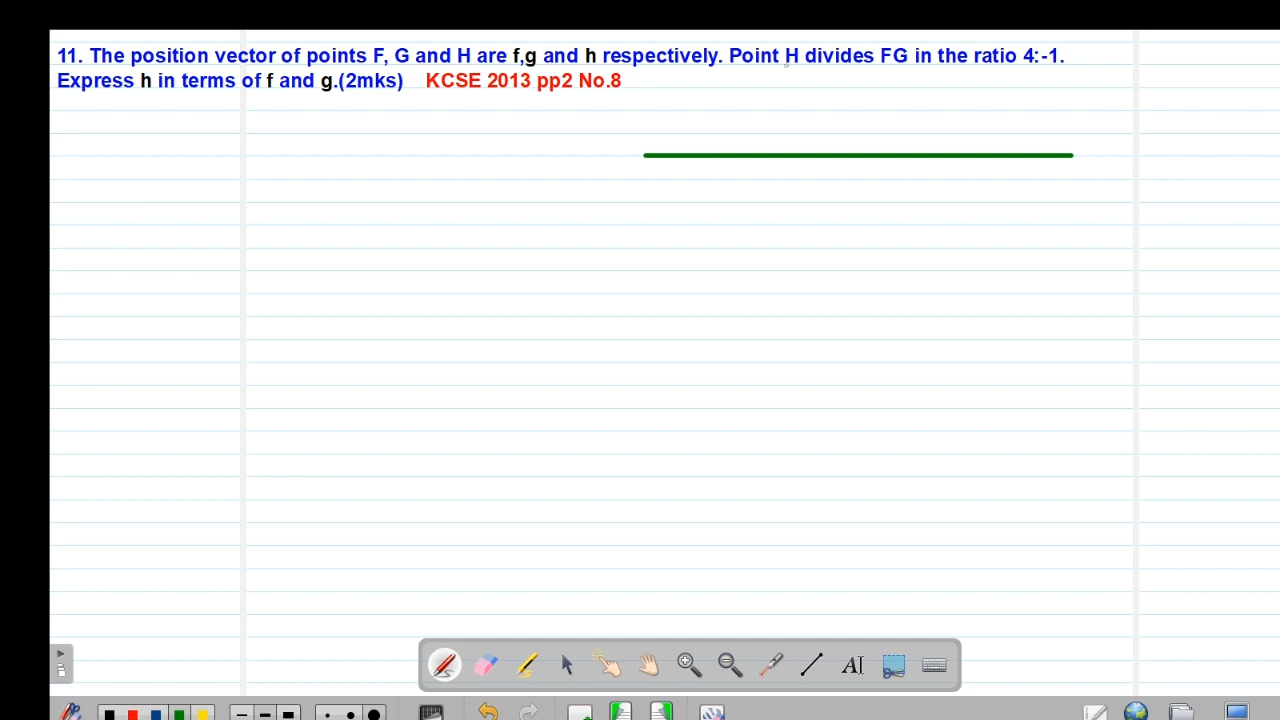 11. The position vector of points F, G and H are f,g and h respectively. Point H divides FG in the ratio 4:-1.
Express h in terms of f and g.(2mks) KCSE 2013 pp2 No.8